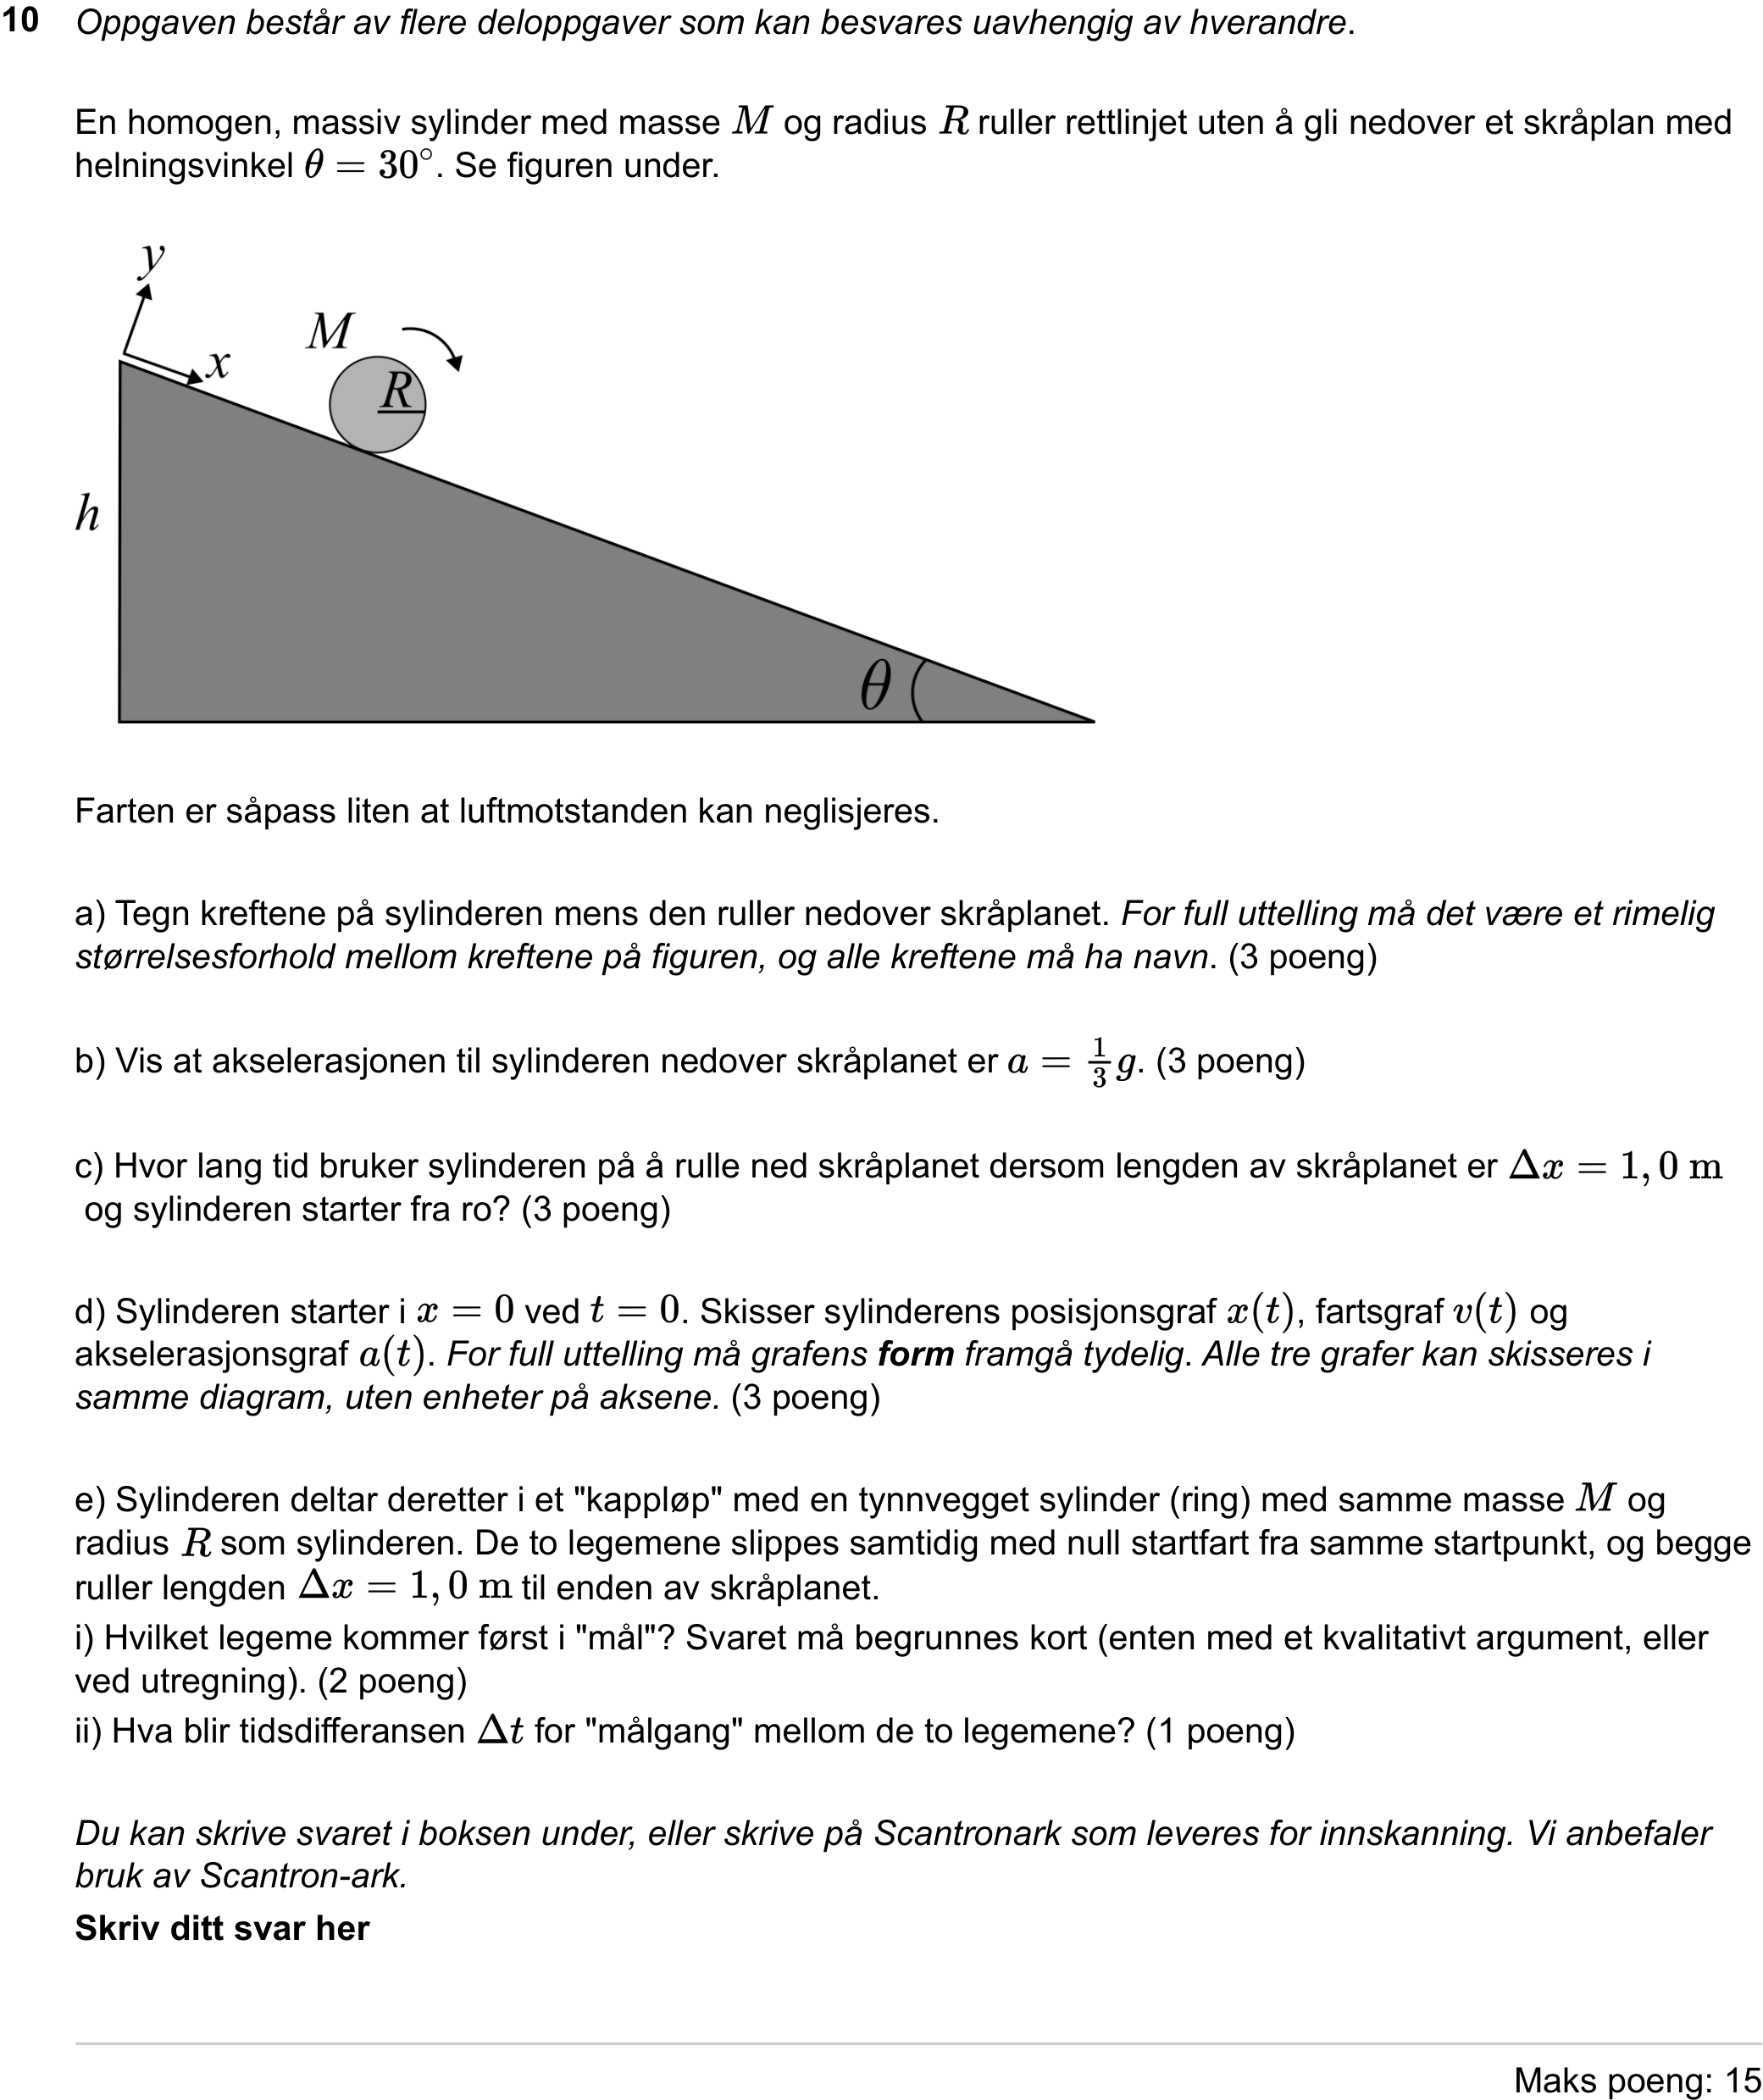 10 Oppgaven består av flere deloppgaver som kan besvares uavhengig av hverandre.
En homogen, massiv sylinder med masse M og radius R ruller rettlinjet uten å gli nedover et skråplan med
helningsvinkel θ = 30°. Se figuren under.
y
x
M
R
h
θ
Farten er såpass liten at luftmotstanden kan neglisjeres.
a) Tegn kreftene på sylinderen mens den ruller nedover skråplanet. For full uttelling må det være et rimelig
størrelsesforhold mellom kreftene på figuren, og alle kreftene må ha navn. (3 poeng)
b) Vis at akselerasjonen til sylinderen nedover skråplanet er a = 1/3 g. (3 poeng)
c) Hvor lang tid bruker sylinderen på å rulle ned skråplanet dersom lengden av skråplanet er Δx = 1,0 m
og sylinderen starter fra ro? (3 poeng)
d) Sylinderen starter i x = 0 ved t = 0. Skisser sylinderens posisjonsgraf x(t), fartsgraf v(t) og
akselerasjonsgraf a(t). For full uttelling må grafens form framgå tydelig. Alle tre grafer kan skisseres i
samme diagram, uten enheter på aksene. (3 poeng)
e) Sylinderen deltar deretter i et "kappløp" med en tynnvegget sylinder (ring) med samme masse M og
radius R som sylinderen. De to legemene slippes samtidig med null startfart fra samme startpunkt, og begge
ruller lengden Δx = 1,0 m til enden av skråplanet.
i) Hvilket legeme kommer først i "mål"? Svaret må begrunnes kort (enten med et kvalitativt argument, eller
ved utregning). (2 poeng)
ii) Hva blir tidsdifferansen Δt for "målgang" mellom de to legemene? (1 poeng)
Du kan skrive svaret i boksen under, eller skrive på Scantronark som leveres for innskanning. Vi anbefaler
bruk av Scantron-ark.
Skriv ditt svar her
Maks poeng: 15